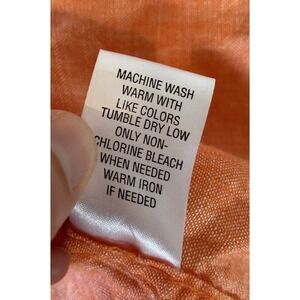 MACHINE WASH
WARM WITH
LIKE COLORS
TUMBLE DRY LOW
ONLY NON-
CHLORINE BLEACH
WHEN NEEDED
WARM IRON
IF NEEDED